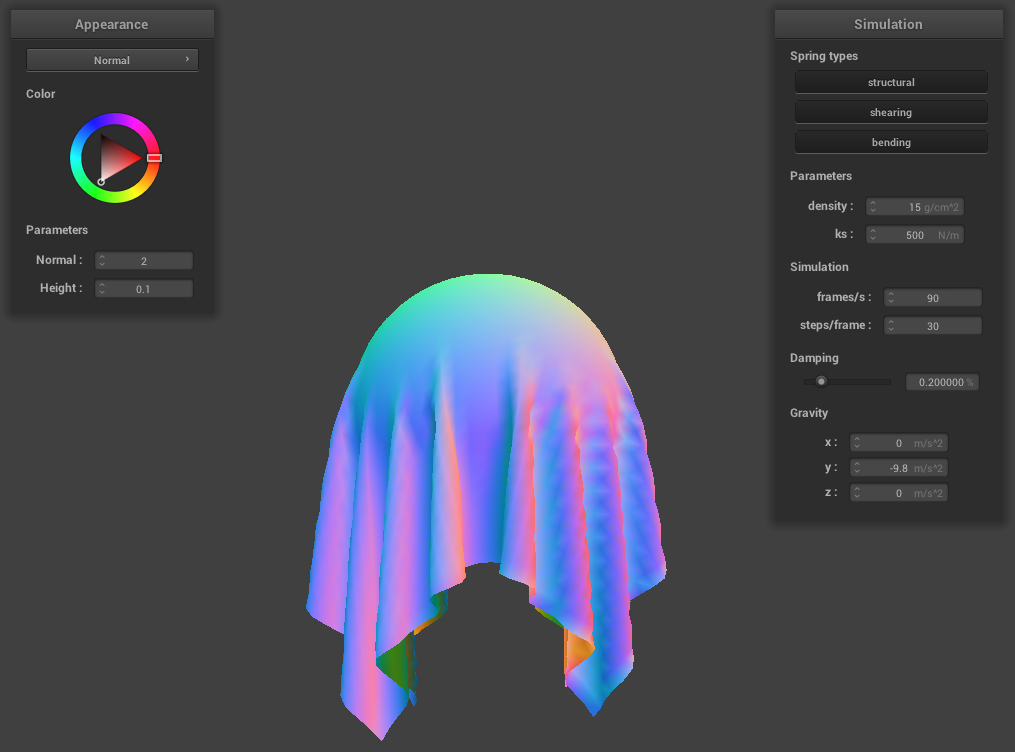 Appearance
Normal ›
Color
Parameters
Normal : 2
Height : 0.1
Simulation
Spring types
structural
shearing
bending
Parameters
density : 15 g/cm^2
ks : 500 N/m
Simulation
frames/s : 90
steps/frame : 30
Damping
0.200000 %
Gravity
x : 0 m/s^2
y : -9.8 m/s^2
z : 0 m/s^2